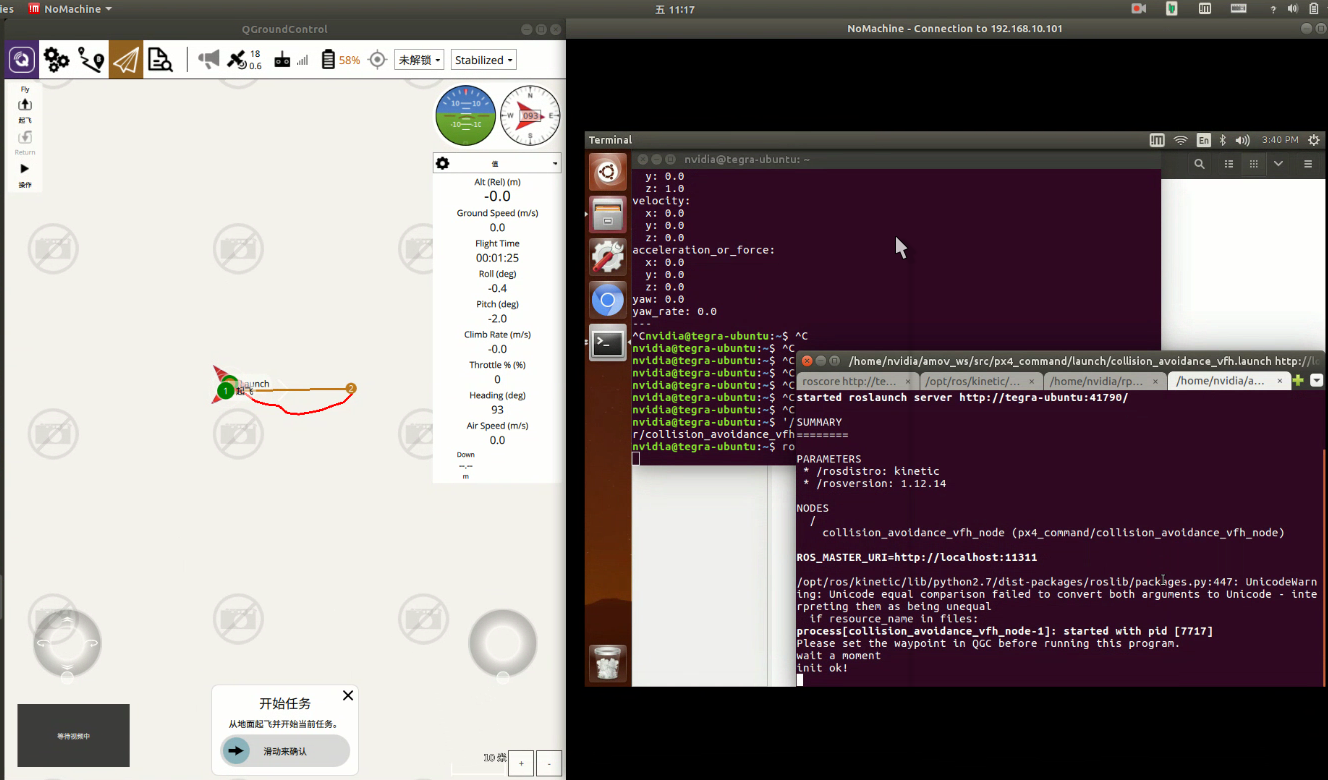 ies NoMachine
五 11:17
QGroundControl
18
0.6
58%
未解锁
Stabilized
Fly
起飞
Return
操作
N
W 093 E
S
10 10
-10 -10
值
Alt (Rel) (m)
-0.0
Ground Speed (m/s)
0.0
Flight Time
00:01:25
Roll (deg)
-0.4
Pitch (deg)
-2.0
Climb Rate (m/s)
-0.0
Throttle % (%)
0
Heading (deg)
93
Air Speed (m/s)
0.0
Down
--.--
m
1
Launch
2
开始任务
从地面起飞并开始当前任务。
滑动来确认
等待视频中
10
+
-
NoMachine - Connection to 192.168.10.101
Terminal
En
3:40 PM
nvidia@tegra-ubuntu: ~
y: 0.0
z: 1.0
velocity:
x: 0.0
y: 0.0
z: 0.0
acceleration_or_force:
x: 0.0
y: 0.0
z: 0.0
yaw: 0.0
yaw_rate: 0.0
---
^Cnvidia@tegra-ubuntu:~$ ^C
nvidia@tegra-ubuntu:~$ ^C
nvidia@tegra-ubuntu:~$ ^C
nvidia@tegra-ubuntu:~$ ^C
nvidia@tegra-ubuntu:~$ ^C
nvidia@tegra-ubuntu:~$ ^C
nvidia@tegra-ubuntu:~$ ^C
nvidia@tegra-ubuntu:~$ '/
r/collision_avoidance_vfh
nvidia@tegra-ubuntu:~$ ro
/home/nvidia/amov_ws/src/px4_command/launch/collision_avoidance_vfh.launch http://lo
roscore http://te... ×
/opt/ros/kinetic/... ×
/home/nvidia/rp... ×
/home/nvidia/a... ×
started roslaunch server http://tegra-ubuntu:41790/
SUMMARY
========
PARAMETERS
* /rosdistro: kinetic
* /rosversion: 1.12.14
NODES
/
collision_avoidance_vfh_node (px4_command/collision_avoidance_vfh_node)
ROS_MASTER_URI=http://localhost:11311
/opt/ros/kinetic/lib/python2.7/dist-packages/roslib/packages.py:447: UnicodeWarn
ing: Unicode equal comparison failed to convert both arguments to Unicode - inte
rpreting them as being unequal
if resource_name in files:
process[collision_avoidance_vfh_node-1]: started with pid [7717]
Please set the waypoint in QGC before running this program.
wait a moment
init ok!